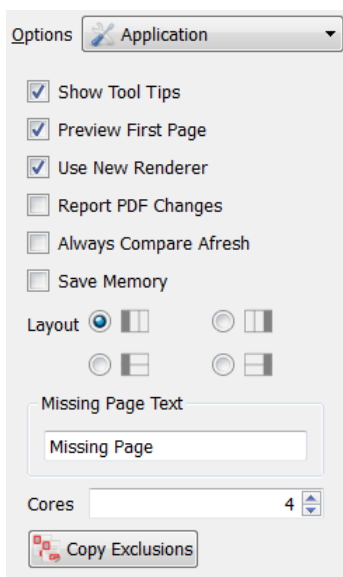 Options Application
Show Tool Tips
Preview First Page
Use New Renderer
Report PDF Changes
Always Compare Afresh
Save Memory
Layout
Missing Page Text
Missing Page
Cores 4
Copy Exclusions